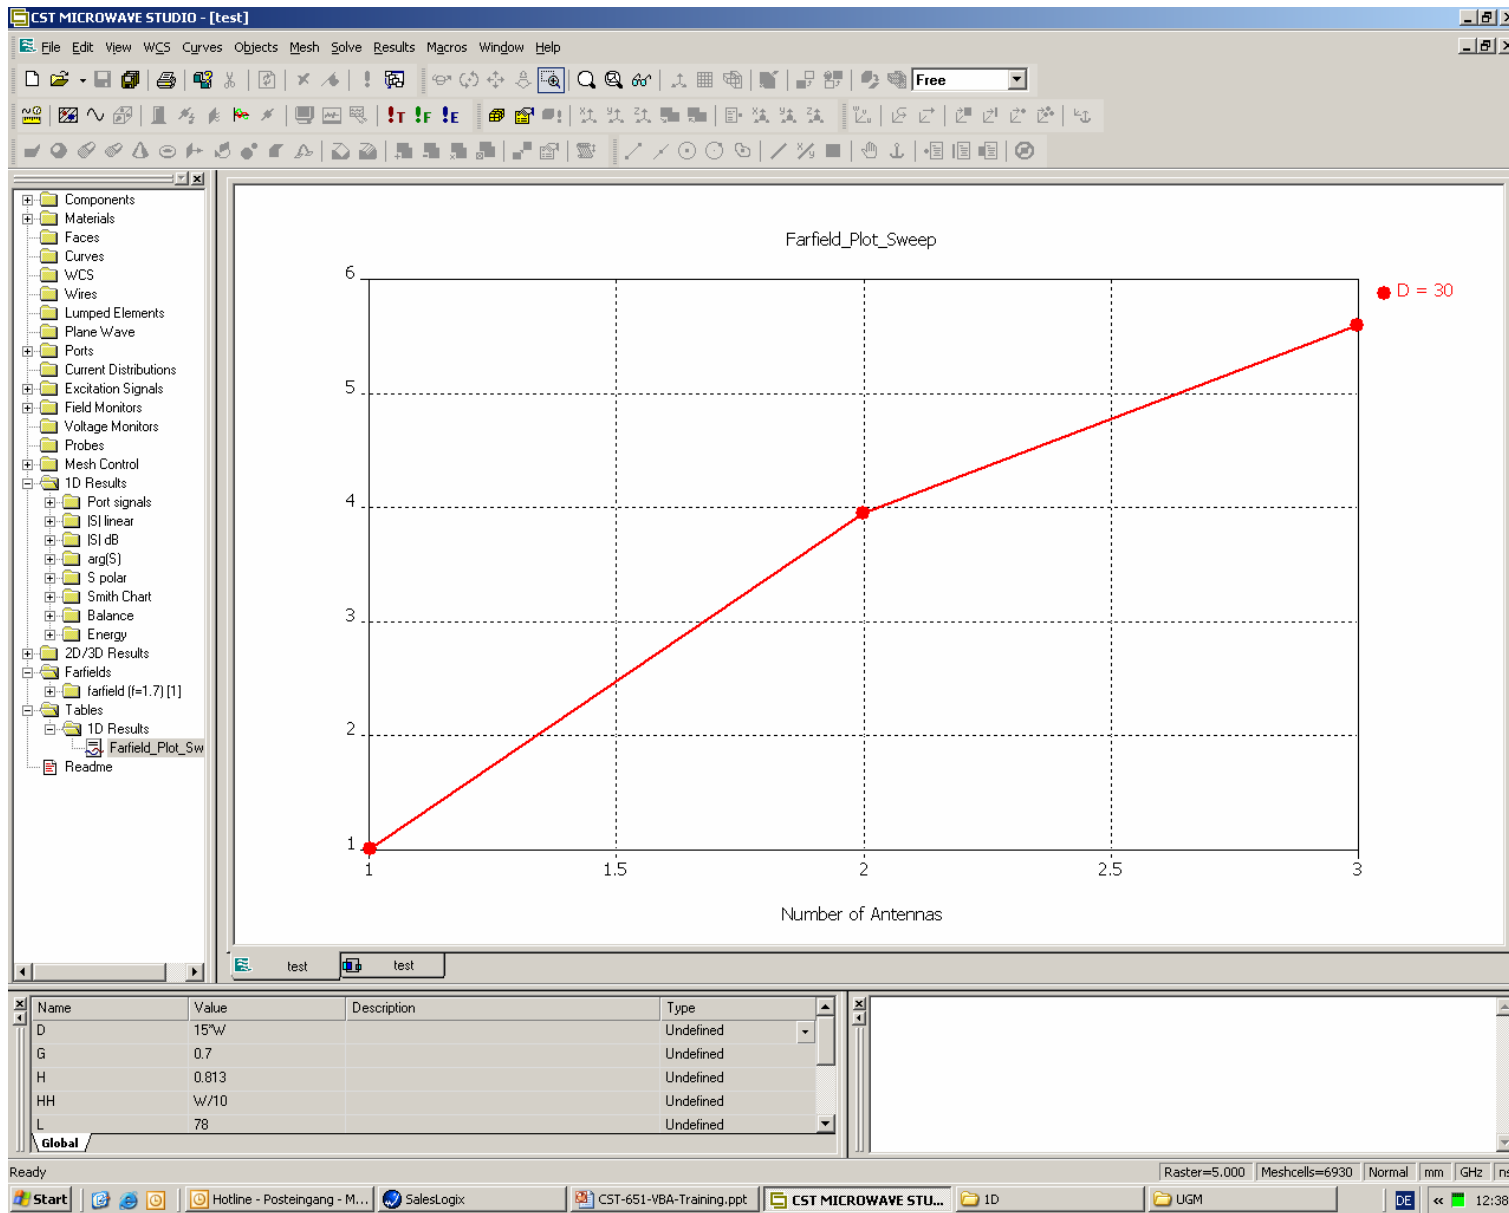 CST MICROWAVE STUDIO - [test]
File Edit View WCS Curves Objects Mesh Solve Results Macros Window Help
Free
!T !F !E
Components
Materials
Faces
Curves
WCS
Wires
Lumped Elements
Plane Wave
Ports
Current Distributions
Excitation Signals
Field Monitors
Voltage Monitors
Probes
Mesh Control
1D Results
Port signals
|S| linear
|S| dB
arg(S)
S polar
Smith Chart
Balance
Energy
2D/3D Results
Farfields
farfield (f=1.7) [1]
Tables
1D Results
Farfield_Plot_Sw
Readme
Farfield_Plot_Sweep
D = 30
6
5
4
3
2
1
1 1.5 2 2.5 3
Number of Antennas
test test
Name Value Description Type
D 15*W Undefined
G 0.7 Undefined
H 0.813 Undefined
HH W/10 Undefined
L 78 Undefined
Global
Ready Raster=5.000 Meshcells=6930 Normal mm GHz ns
Start Hotline - Posteingang - M... SalesLogix CST-651-VBA-Training.ppt CST MICROWAVE STU... 1D UGM DE « 12:38